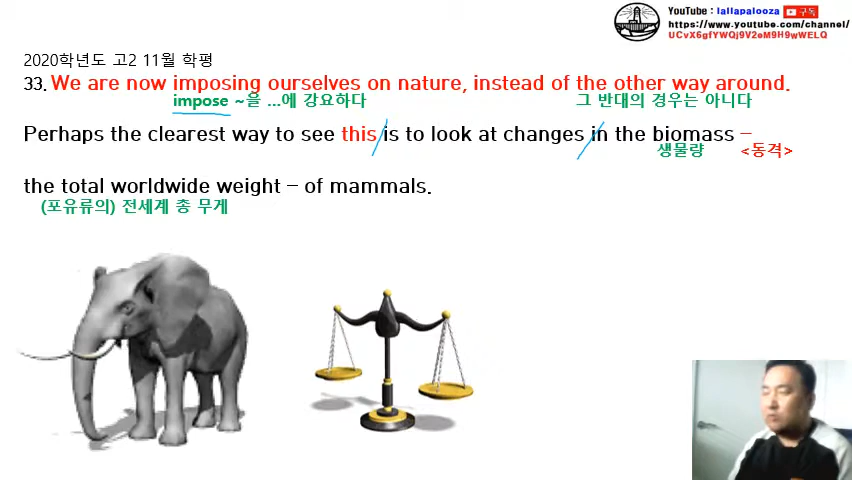 YouTube : lallapalooza 구독
https://www.youtube.com/channel/
UCvX6gfYWQj9V2eM9H9wWELQ
2020학년도 고2 11월 학평
33. We are now imposing ourselves on nature, instead of the other way around.
impose ~을 ...에 강요하다 그 반대의 경우는 아니다
Perhaps the clearest way to see this is to look at changes in the biomass –
생물량 <동격>
the total worldwide weight – of mammals.
(포유류의) 전세계 총 무게